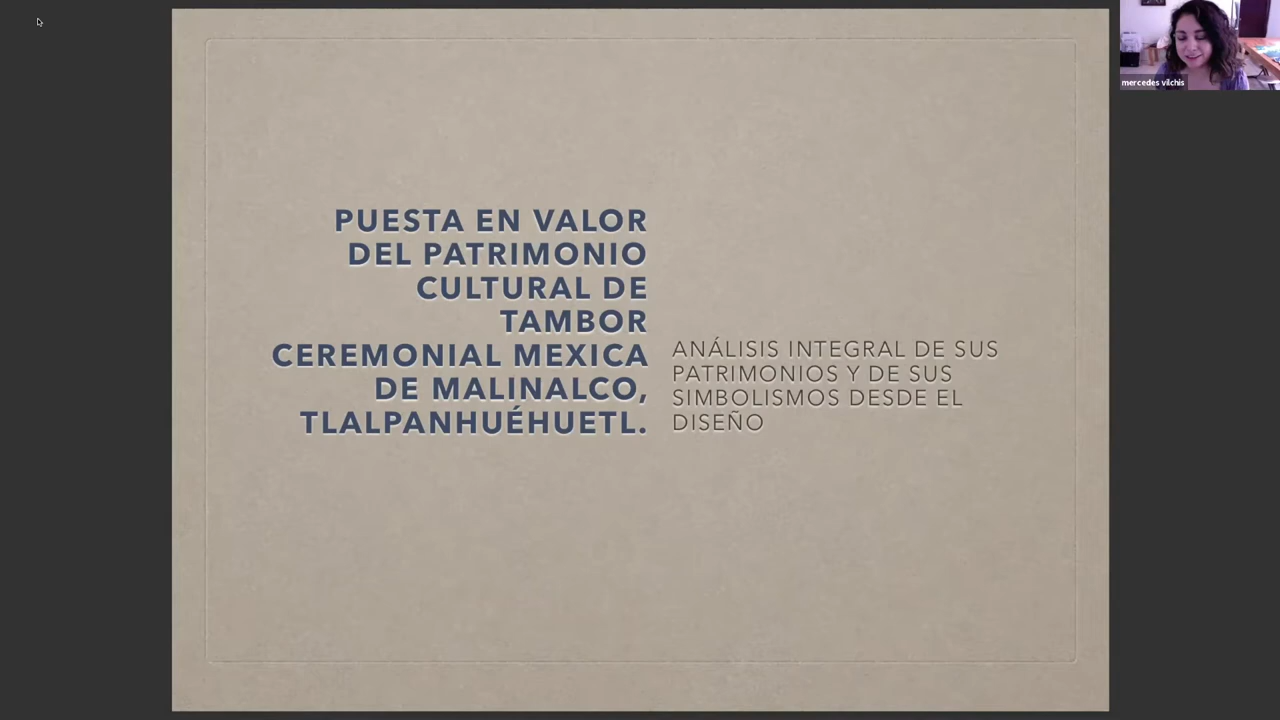 PUESTA EN VALOR
DEL PATRIMONIO
CULTURAL DE
TAMBOR
CEREMONIAL MEXICA
DE MALINALCO,
TLALPANHUÉHUETL.
ANÁLISIS INTEGRAL DE SUS
PATRIMONIOS Y DE SUS
SIMBOLISMOS DESDE EL
DISEÑO
mercedes vilchis